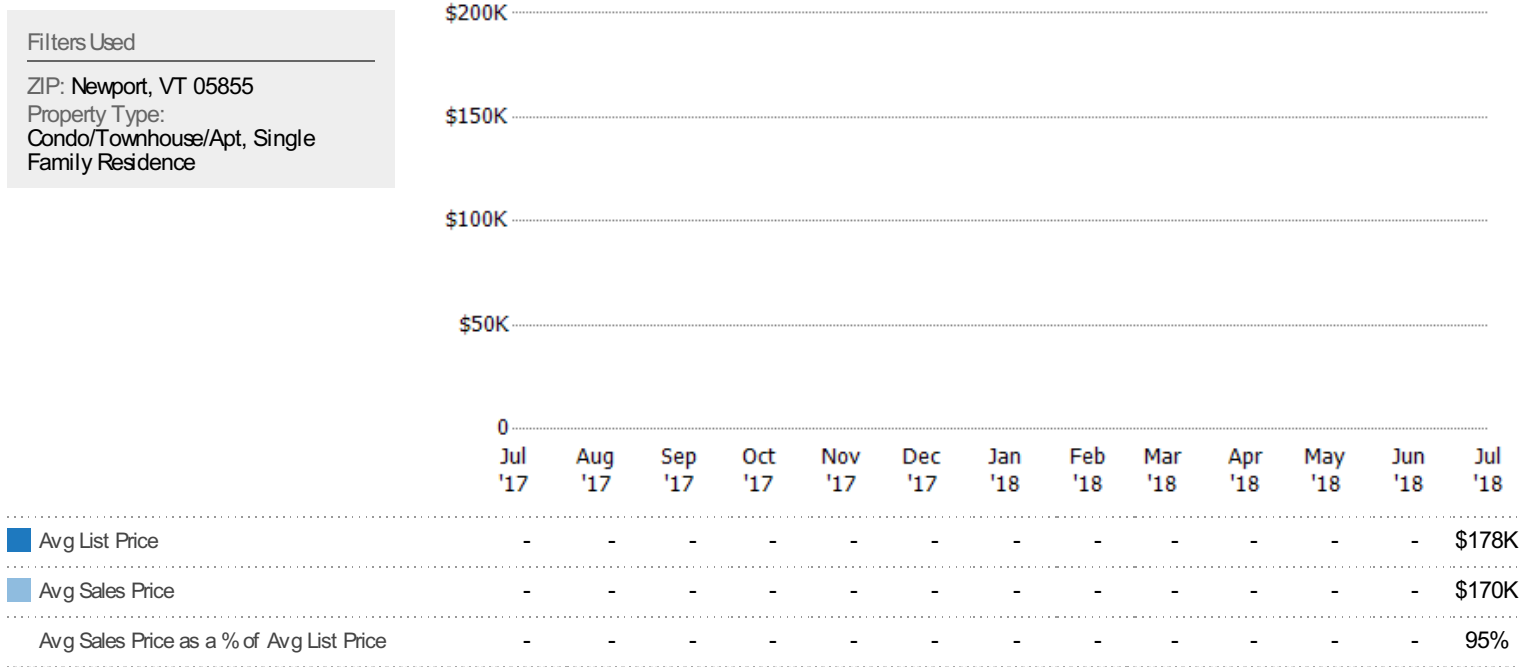 Filters Used
ZIP: Newport, VT 05855
Property Type:
Condo/Townhouse/Apt, Single
Family Residence
$200K
$150K
$100K
$50K
0
Jul Aug Sep Oct Nov Dec Jan Feb Mar Apr May Jun Jul
'17 '17 '17 '17 '17 '17 '18 '18 '18 '18 '18 '18 '18
Avg List Price - - - - - - - - - - - - $178K
Avg Sales Price - - - - - - - - - - - - $170K
Avg Sales Price as a % of Avg List Price - - - - - - - - - - - - 95%